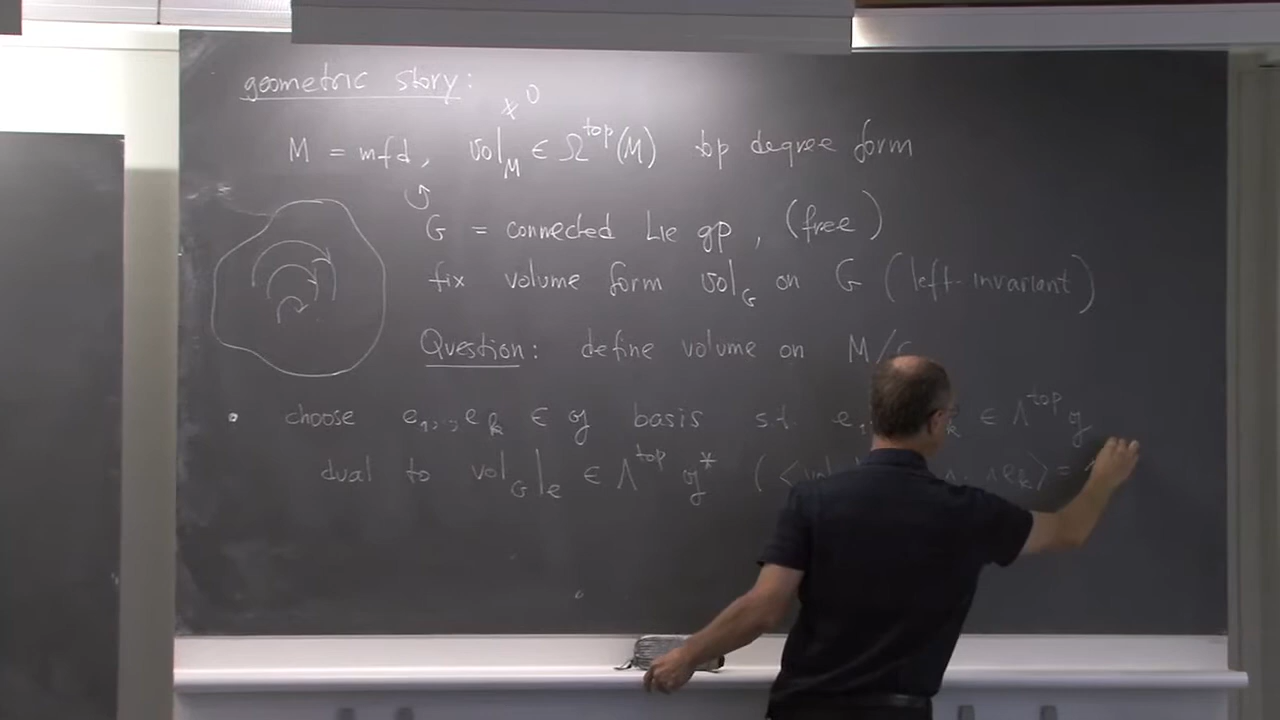 geometric story:
≠ 0
M = mfd, vol_M ∈ Ω^top(M) top degree form
↺ G = connected Lie gp, (free)
fix volume form vol_G on G (left-invariant)
Question: define volume on M/
• choose e_1,..,e_k ∈ 𝔤 basis s.t. e_1 k ∈ Λ^top 𝔤
dual to vol_G|_e ∈ Λ^top 𝔤* (< ∧e_k> =